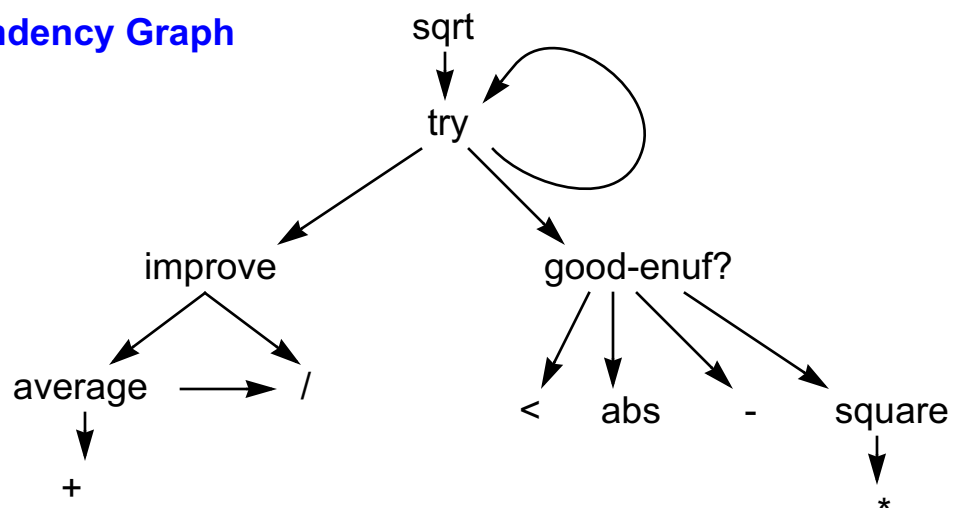 ndency Graph
sqrt
try
improve
good-enuf?
average
/
< abs - square
+
*